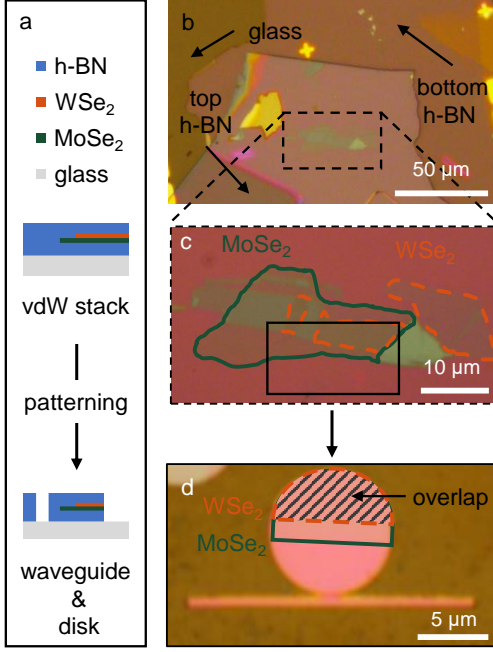 a
h-BN
WSe₂
MoSe₂
glass
vdW stack
patterning
waveguide
&
disk
b
glass
top
h-BN
bottom
h-BN
50 µm
c
MoSe₂
WSe₂
10 µm
d
WSe₂
overlap
MoSe₂
5 µm